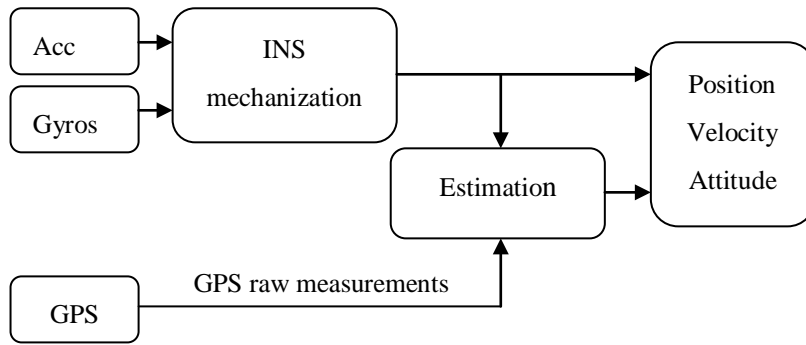 Acc
Gyros
INS
mechanization
Position
Velocity
Attitude
Estimation
GPS raw measurements
GPS